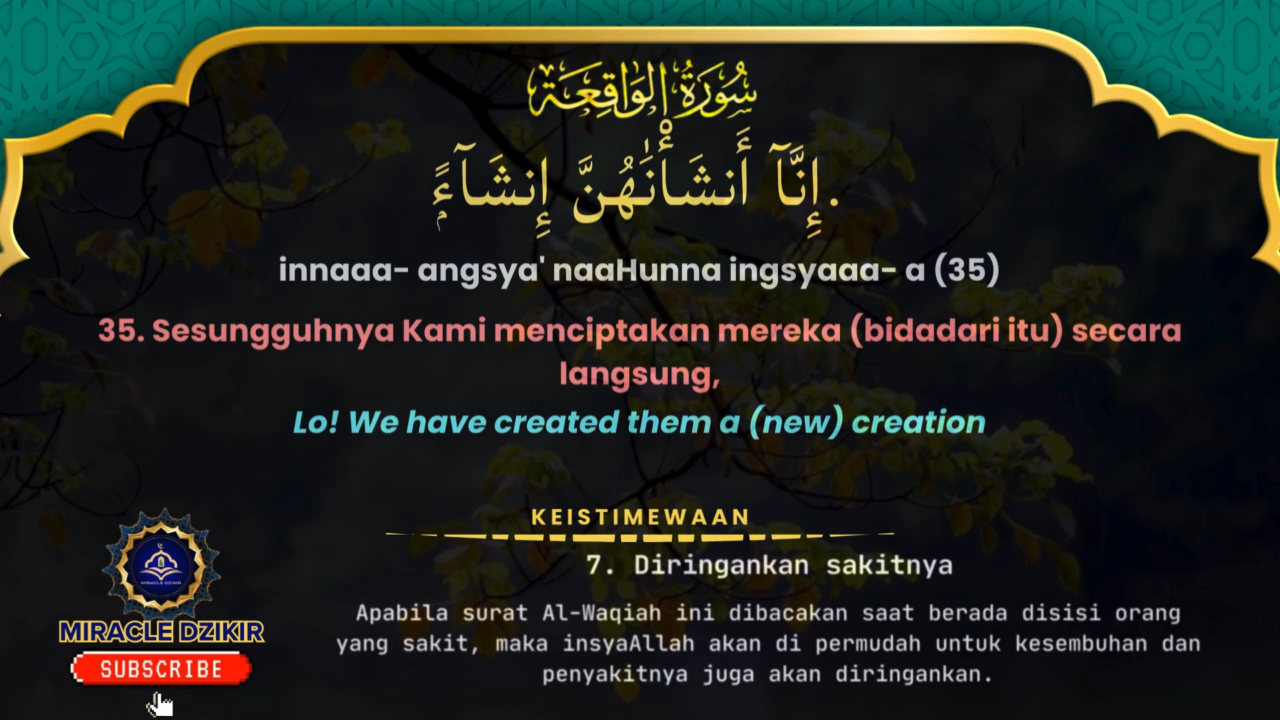 سُورَةُ الوَاقِعَة
إِنَّآ أَنشَأْنَٰهُنَّ إِنشَآءًۭ.
innaaa- angsya' naaHunna ingsyaaa- a (35)
35. Sesungguhnya Kami menciptakan mereka (bidadari itu) secara
langsung,
Lo! We have created them a (new) creation
KEISTIMEWAAN
7. Diringankan sakitnya
Apabila surat Al-Waqiah ini dibacakan saat berada disisi orang
yang sakit, maka insyaAllah akan di permudah untuk kesembuhan dan
penyakitnya juga akan diringankan.
MIRACLE DZIKIR
MIRACLE DZIKIR
SUBSCRIBE